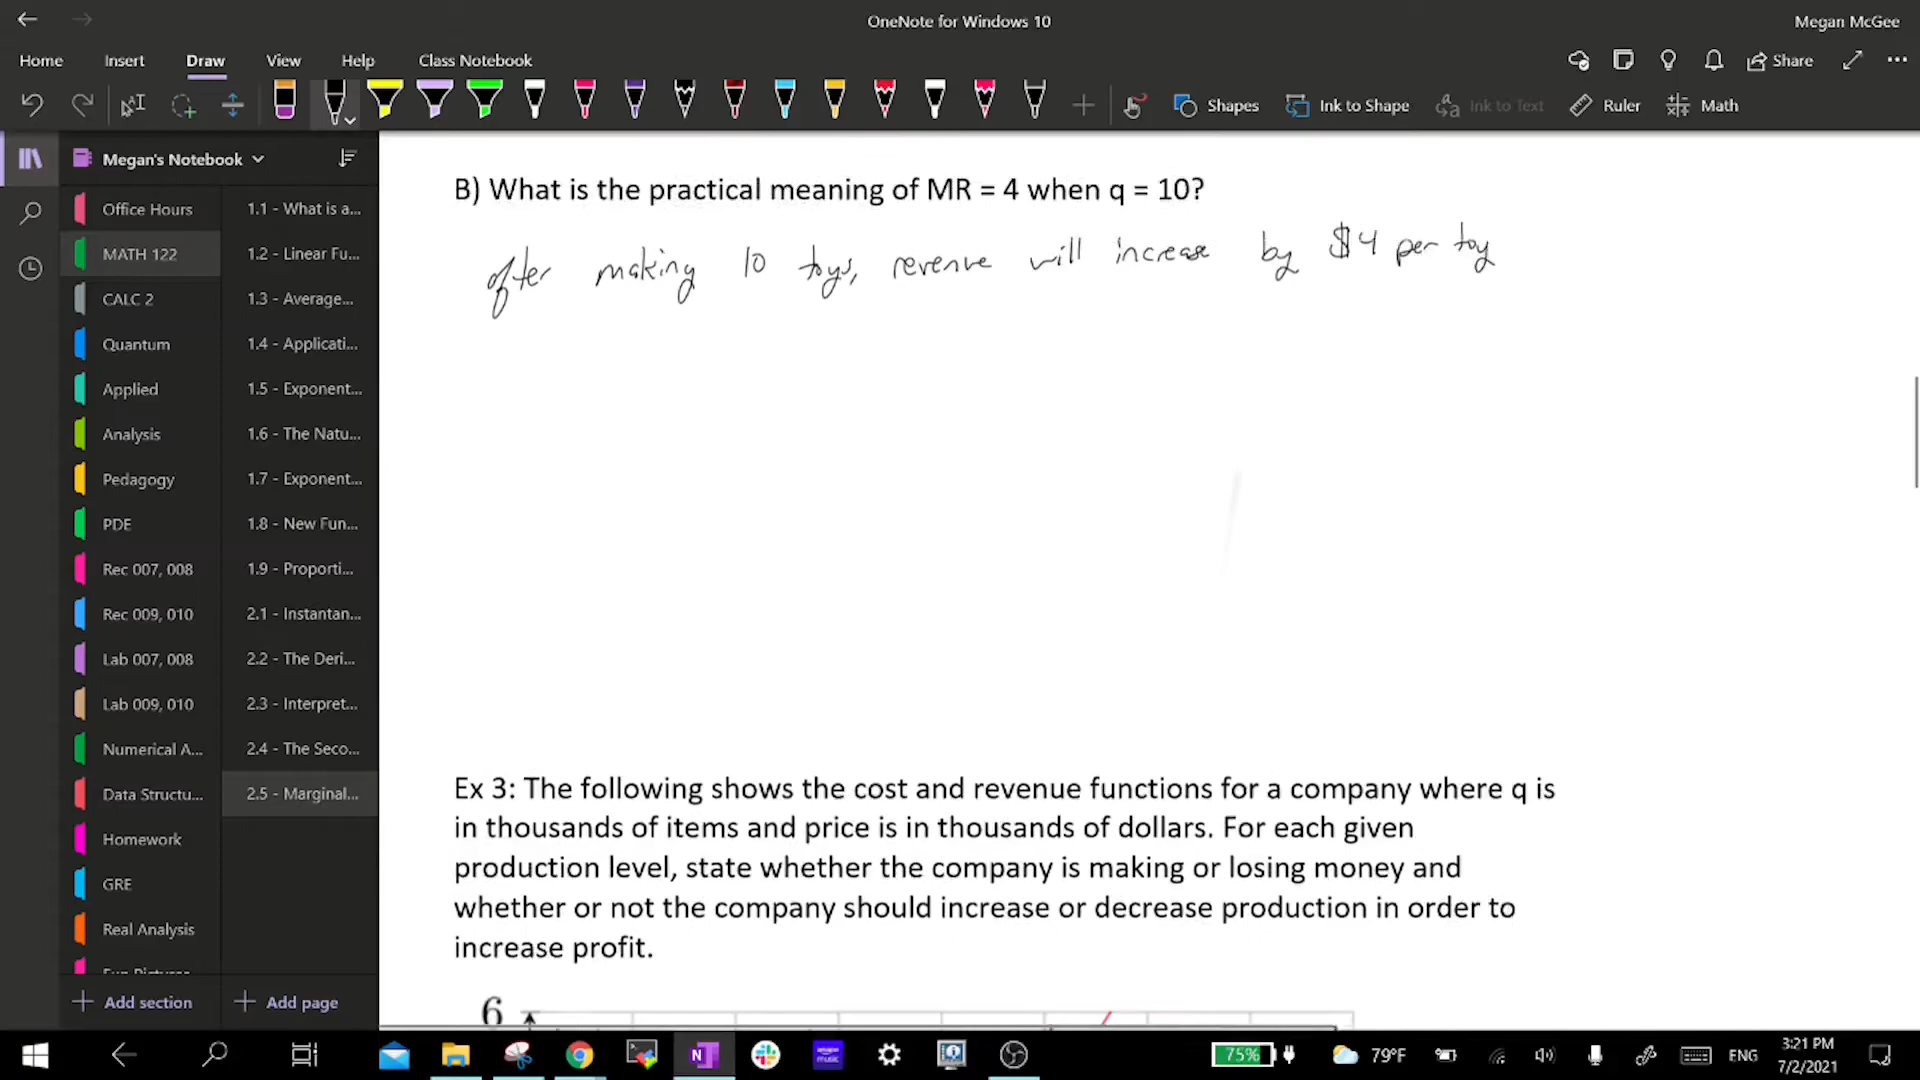 OneNote for Windows 10
Megan McGee
Home Insert Draw View Help Class Notebook
Share
Shapes
Ink to Shape
Ink to Text
Ruler
Math
Megan's Notebook
Office Hours
MATH 122
CALC 2
Quantum
Applied
Analysis
Pedagogy
PDE
Rec 007, 008
Rec 009, 010
Lab 007, 008
Lab 009, 010
Numerical A...
Data Structu...
Homework
GRE
Real Analysis
Add section
1.1 - What is a...
1.2 - Linear Fu...
1.3 - Average...
1.4 - Applicati...
1.5 - Exponent...
1.6 - The Natu...
1.7 - Exponent...
1.8 - New Fun...
1.9 - Proporti...
2.1 - Instantan...
2.2 - The Deri...
2.3 - Interpret...
2.4 - The Seco...
2.5 - Marginal...
Add page
B) What is the practical meaning of MR = 4 when q = 10?
after making 10 toys, revenue will increase by $4 per toy
Ex 3: The following shows the cost and revenue functions for a company where q is
in thousands of items and price is in thousands of dollars. For each given
production level, state whether the company is making or losing money and
whether or not the company should increase or decrease production in order to
increase profit.
6
75%
79°F
ENG
3:21 PM
7/2/2021